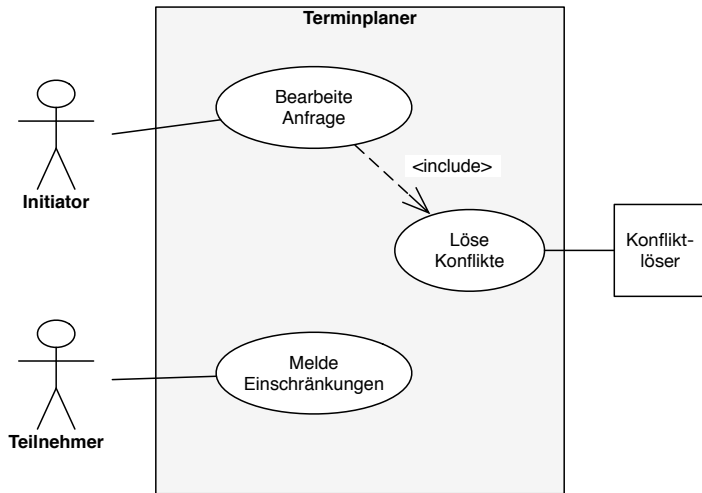 Terminplaner
Bearbeite
Anfrage
<include>
Initiator
Löse
Konflikte
Konflikt-
löser
Melde
Einschränkungen
Teilnehmer